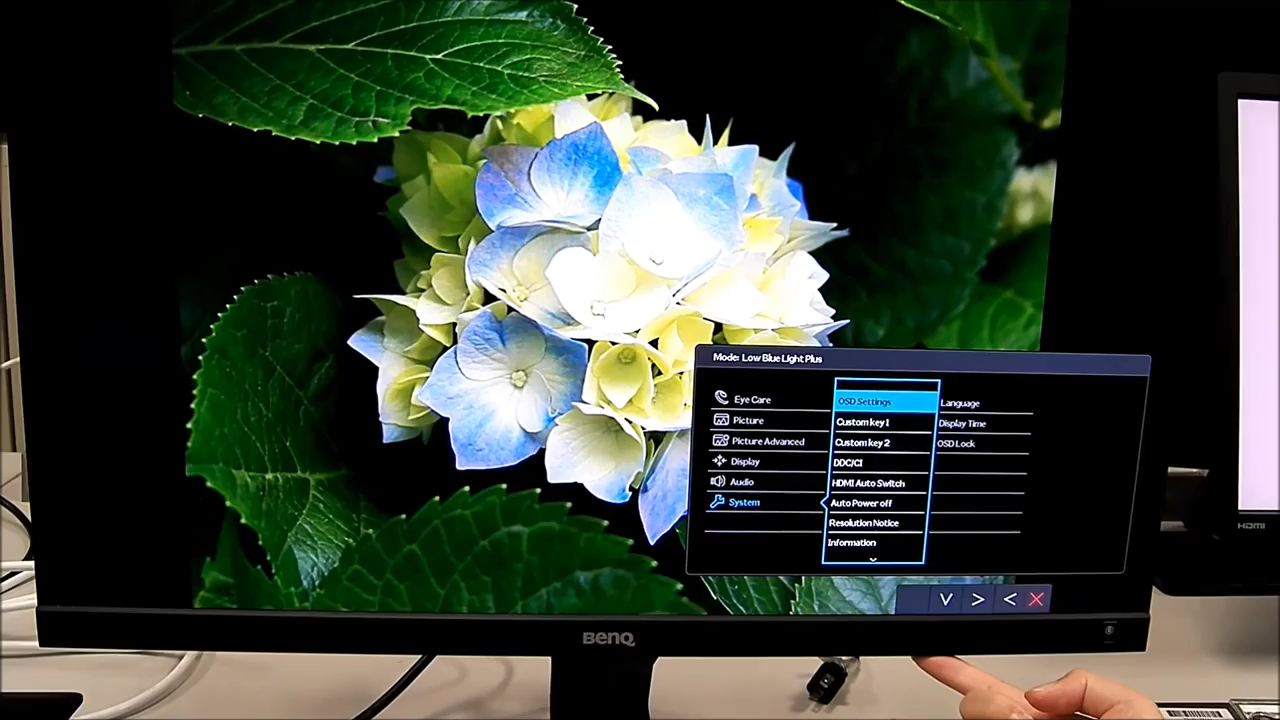 Mode: Low Blue Light Plus
Eye Care
Picture
Picture Advanced
Display
Audio
System
OSD Settings
Custom key 1
Custom key 2
DDC/CI
HDMI Auto Switch
Auto Power off
Resolution Notice
Information
Language
Display Time
OSD Lock
HDMI
BenQ